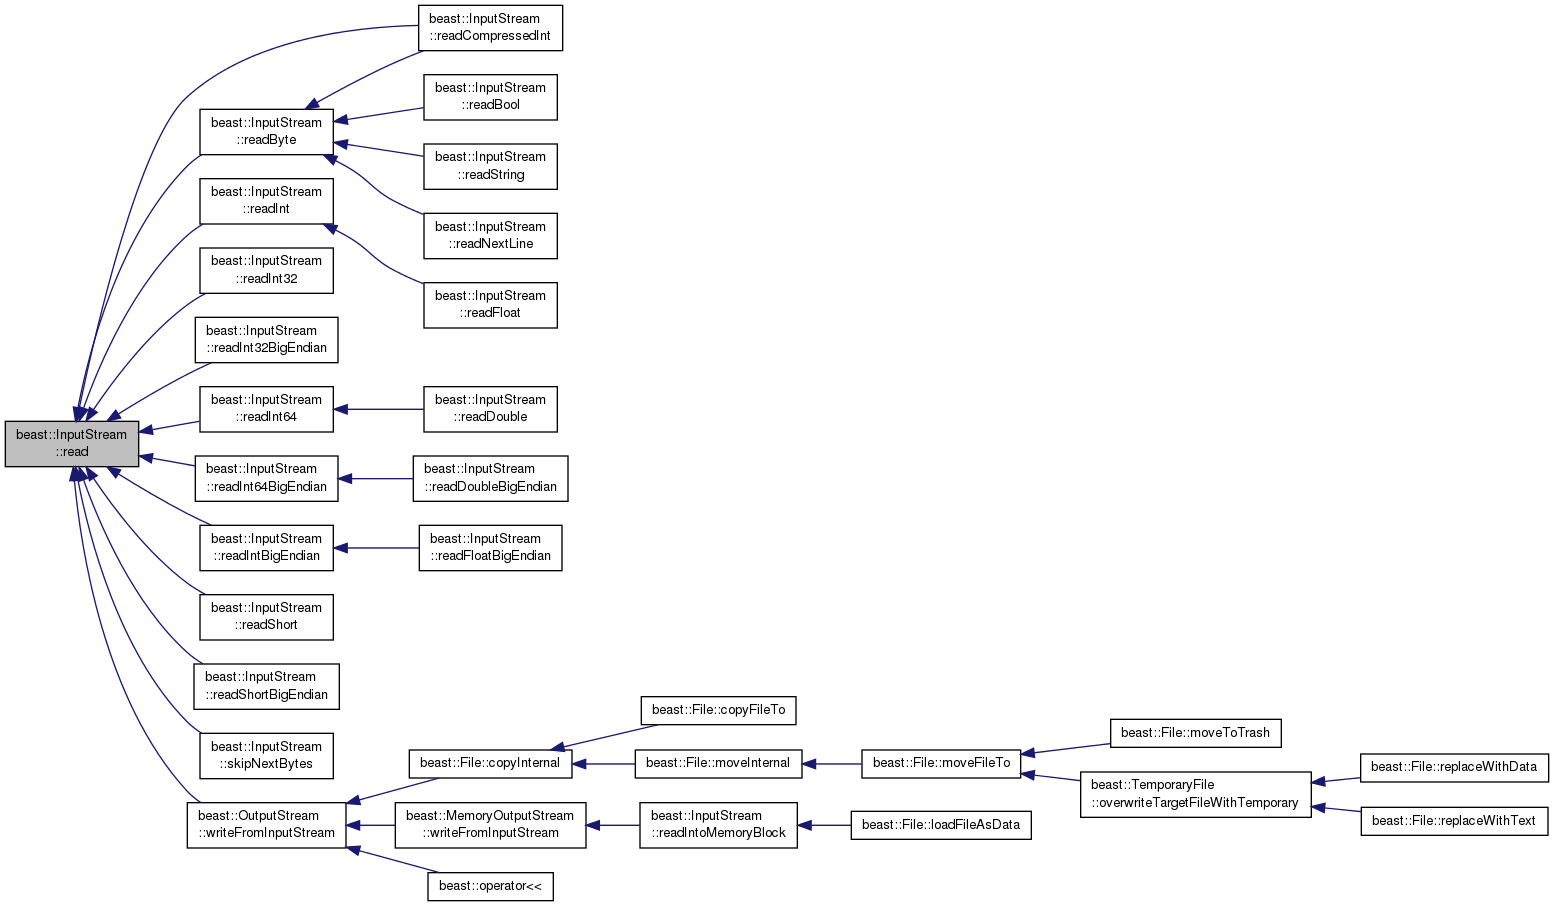 beast::InputStream
::read
beast::InputStream
::readCompressedInt
beast::InputStream
::readByte
beast::InputStream
::readBool
beast::InputStream
::readString
beast::InputStream
::readNextLine
beast::InputStream
::readInt
beast::InputStream
::readFloat
beast::InputStream
::readInt32
beast::InputStream
::readInt32BigEndian
beast::InputStream
::readInt64
beast::InputStream
::readDouble
beast::InputStream
::readInt64BigEndian
beast::InputStream
::readDoubleBigEndian
beast::InputStream
::readIntBigEndian
beast::InputStream
::readFloatBigEndian
beast::InputStream
::readShort
beast::InputStream
::readShortBigEndian
beast::InputStream
::skipNextBytes
beast::OutputStream
::writeFromInputStream
beast::File::copyInternal
beast::File::copyFileTo
beast::File::moveInternal
beast::File::moveFileTo
beast::File::moveToTrash
beast::TemporaryFile
::overwriteTargetFileWithTemporary
beast::File::replaceWithData
beast::File::replaceWithText
beast::MemoryOutputStream
::writeFromInputStream
beast::InputStream
::readIntoMemoryBlock
beast::File::loadFileAsData
beast::operator<<